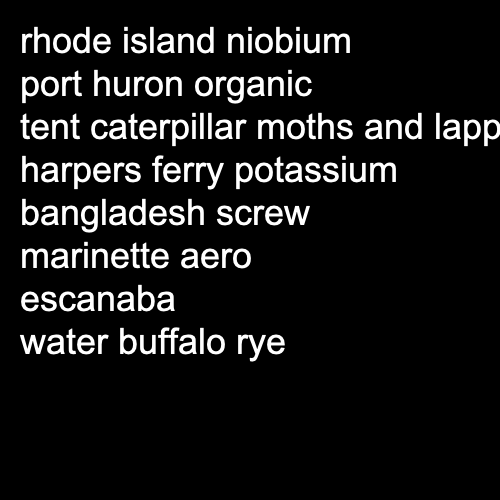 rhode island niobium
port huron organic
tent caterpillar moths and lapp
harpers ferry potassium
bangladesh screw
marinette aero
escanaba
water buffalo rye